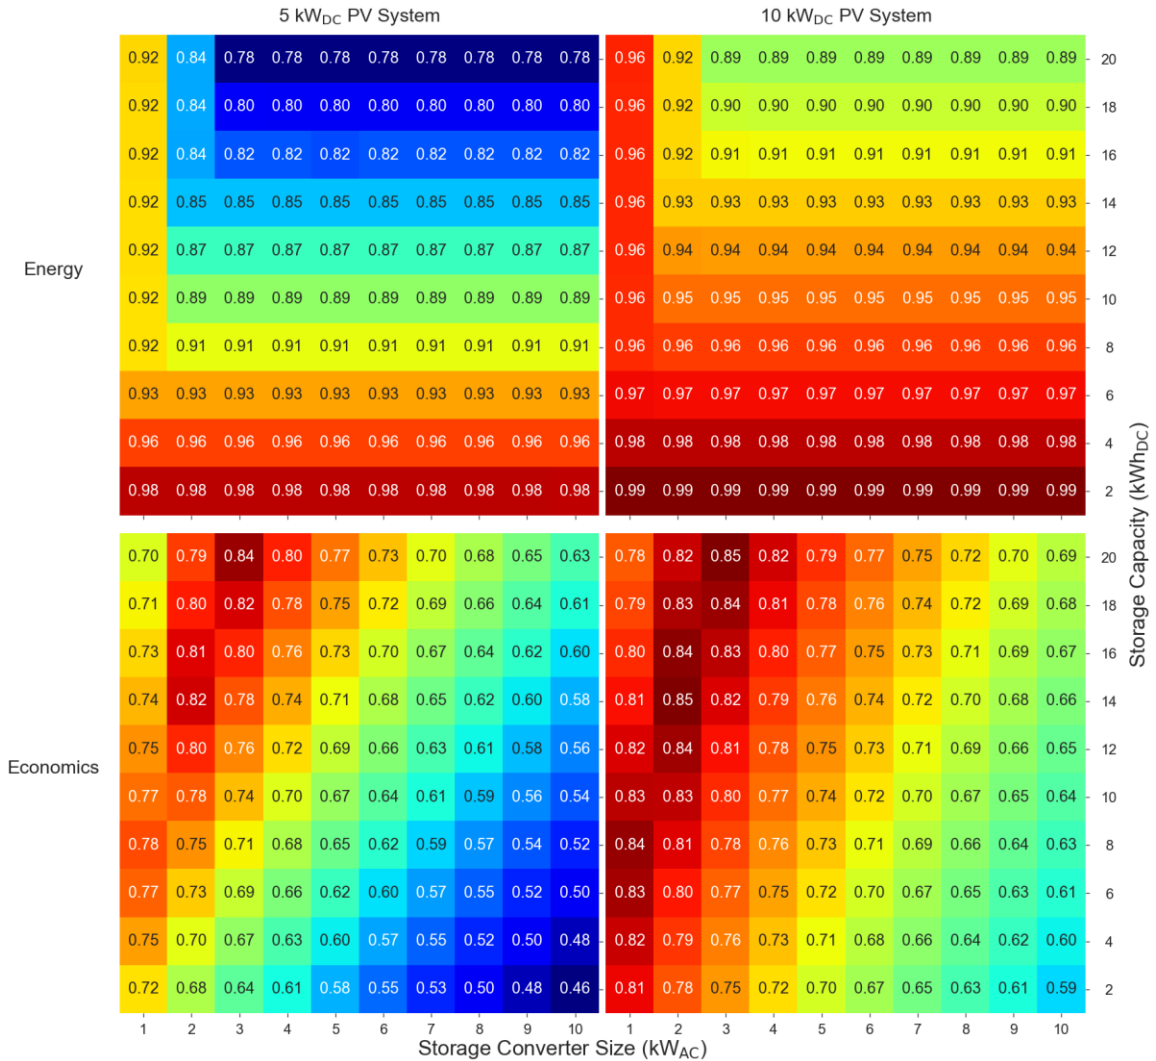 5 kWDC PV System 10 kWDC PV System
0.92 0.84 0.78 0.78 0.78 0.78 0.78 0.78 0.78 0.78 0.96 0.92 0.89 0.89 0.89 0.89 0.89 0.89 0.89 0.89 20
0.92 0.84 0.80 0.80 0.80 0.80 0.80 0.80 0.80 0.80 0.96 0.92 0.90 0.90 0.90 0.90 0.90 0.90 0.90 0.90 18
0.92 0.84 0.82 0.82 0.82 0.82 0.82 0.82 0.82 0.82 0.96 0.92 0.91 0.91 0.91 0.91 0.91 0.91 0.91 0.91 16
0.92 0.85 0.85 0.85 0.85 0.85 0.85 0.85 0.85 0.85 0.96 0.93 0.93 0.93 0.93 0.93 0.93 0.93 0.93 0.93 14
0.92 0.87 0.87 0.87 0.87 0.87 0.87 0.87 0.87 0.87 0.96 0.94 0.94 0.94 0.94 0.94 0.94 0.94 0.94 0.94 12
Energy
0.92 0.89 0.89 0.89 0.89 0.89 0.89 0.89 0.89 0.89 0.96 0.95 0.95 0.95 0.95 0.95 0.95 0.95 0.95 0.95 10
0.92 0.91 0.91 0.91 0.91 0.91 0.91 0.91 0.91 0.91 0.96 0.96 0.96 0.96 0.96 0.96 0.96 0.96 0.96 0.96 8
0.93 0.93 0.93 0.93 0.93 0.93 0.93 0.93 0.93 0.93 0.97 0.97 0.97 0.97 0.97 0.97 0.97 0.97 0.97 0.97 6
0.96 0.96 0.96 0.96 0.96 0.96 0.96 0.96 0.96 0.96 0.98 0.98 0.98 0.98 0.98 0.98 0.98 0.98 0.98 0.98 4
0.98 0.98 0.98 0.98 0.98 0.98 0.98 0.98 0.98 0.98 0.99 0.99 0.99 0.99 0.99 0.99 0.99 0.99 0.99 0.99 2
1 2 3 4 5 6 7 8 9 10 1 2 3 4 5 6 7 8 9 10
Storage Capacity (kWhDC)
0.70 0.79 0.84 0.80 0.77 0.73 0.70 0.68 0.65 0.63 0.78 0.82 0.85 0.82 0.79 0.77 0.75 0.72 0.70 0.69 20
0.71 0.80 0.82 0.78 0.75 0.72 0.69 0.66 0.64 0.61 0.79 0.83 0.84 0.81 0.78 0.76 0.74 0.72 0.69 0.68 18
0.73 0.81 0.80 0.76 0.73 0.70 0.67 0.64 0.62 0.60 0.80 0.84 0.83 0.80 0.77 0.75 0.73 0.71 0.69 0.67 16
0.74 0.82 0.78 0.74 0.71 0.68 0.65 0.62 0.60 0.58 0.81 0.85 0.82 0.79 0.76 0.74 0.72 0.70 0.68 0.66 14
0.75 0.80 0.76 0.72 0.69 0.66 0.63 0.61 0.58 0.56 0.82 0.84 0.81 0.78 0.75 0.73 0.71 0.69 0.66 0.65 12
Economics
0.77 0.78 0.74 0.70 0.67 0.64 0.61 0.59 0.56 0.54 0.83 0.83 0.80 0.77 0.74 0.72 0.70 0.67 0.65 0.64 10
0.78 0.75 0.71 0.68 0.65 0.62 0.59 0.57 0.54 0.52 0.84 0.81 0.78 0.76 0.73 0.71 0.69 0.66 0.64 0.63 8
0.77 0.73 0.69 0.66 0.62 0.60 0.57 0.55 0.52 0.50 0.83 0.80 0.77 0.75 0.72 0.70 0.67 0.65 0.63 0.61 6
0.75 0.70 0.67 0.63 0.60 0.57 0.55 0.52 0.50 0.48 0.82 0.79 0.76 0.73 0.71 0.68 0.66 0.64 0.62 0.60 4
0.72 0.68 0.64 0.61 0.58 0.55 0.53 0.50 0.48 0.46 0.81 0.78 0.75 0.72 0.70 0.67 0.65 0.63 0.61 0.59 2
1 2 3 4 5 6 7 8 9 10 1 2 3 4 5 6 7 8 9 10
Storage Converter Size (kWAC)